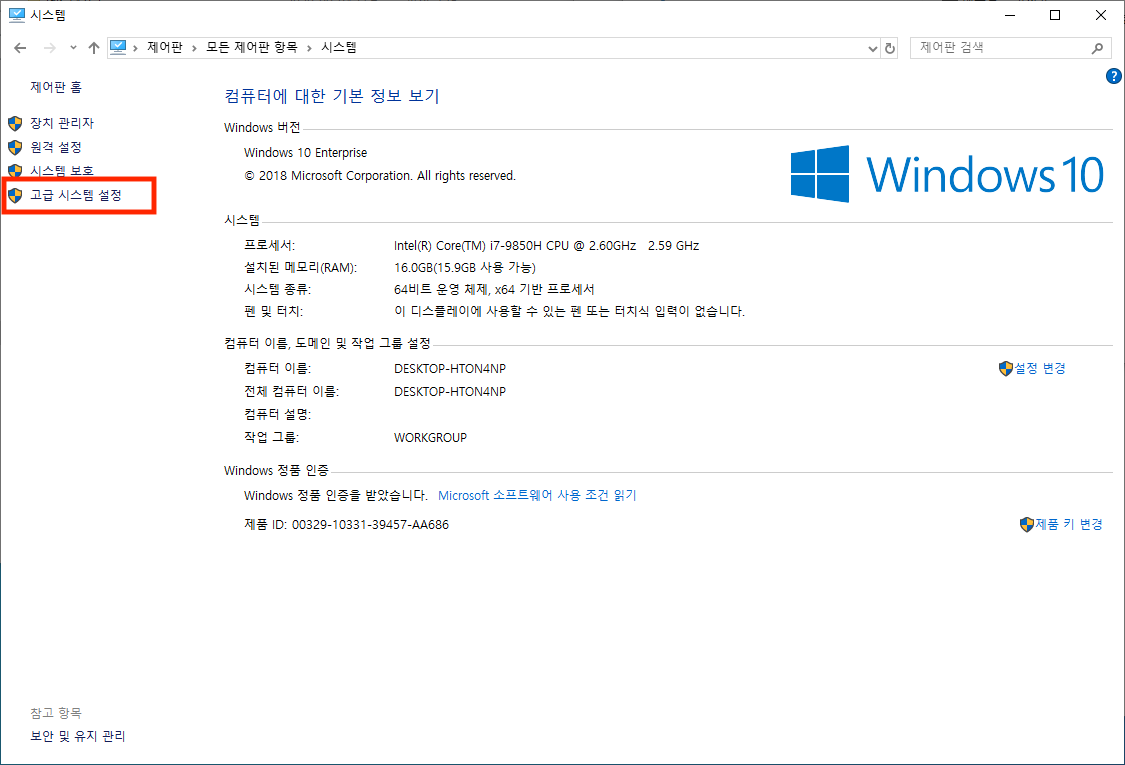 시스템
제어판 › 모든 제어판 항목 › 시스템
제어판 검색
?
제어판 홈
장치 관리자
원격 설정
시스템 보호
고급 시스템 설정
컴퓨터에 대한 기본 정보 보기
Windows 버전
Windows 10 Enterprise
© 2018 Microsoft Corporation. All rights reserved.
Windows 10
시스템
프로세서: Intel(R) Core(TM) i7-9850H CPU @ 2.60GHz 2.59 GHz
설치된 메모리(RAM): 16.0GB(15.9GB 사용 가능)
시스템 종류: 64비트 운영 체제, x64 기반 프로세서
펜 및 터치: 이 디스플레이에 사용할 수 있는 펜 또는 터치식 입력이 없습니다.
컴퓨터 이름, 도메인 및 작업 그룹 설정
컴퓨터 이름: DESKTOP-HTON4NP 설정 변경
전체 컴퓨터 이름: DESKTOP-HTON4NP
컴퓨터 설명:
작업 그룹: WORKGROUP
Windows 정품 인증
Windows 정품 인증을 받았습니다. Microsoft 소프트웨어 사용 조건 읽기
제품 ID: 00329-10331-39457-AA686 제품 키 변경
참고 항목
보안 및 유지 관리